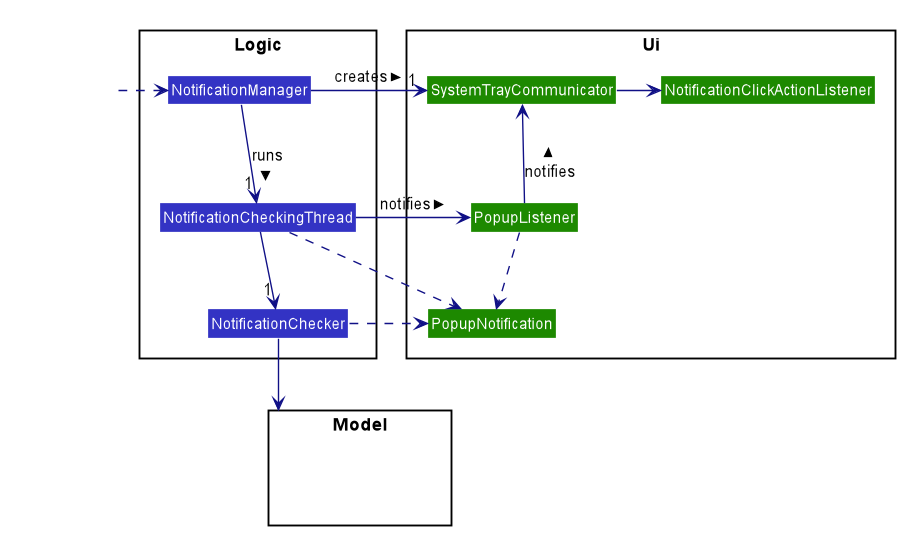 Logic
Ui
creates ►
1
NotificationManager
SystemTrayCommunicator
NotificationClickActionListener
runs
▼
1
▲
notifies
notifies ►
NotificationCheckingThread
PopupListener
1
NotificationChecker
PopupNotification
Model